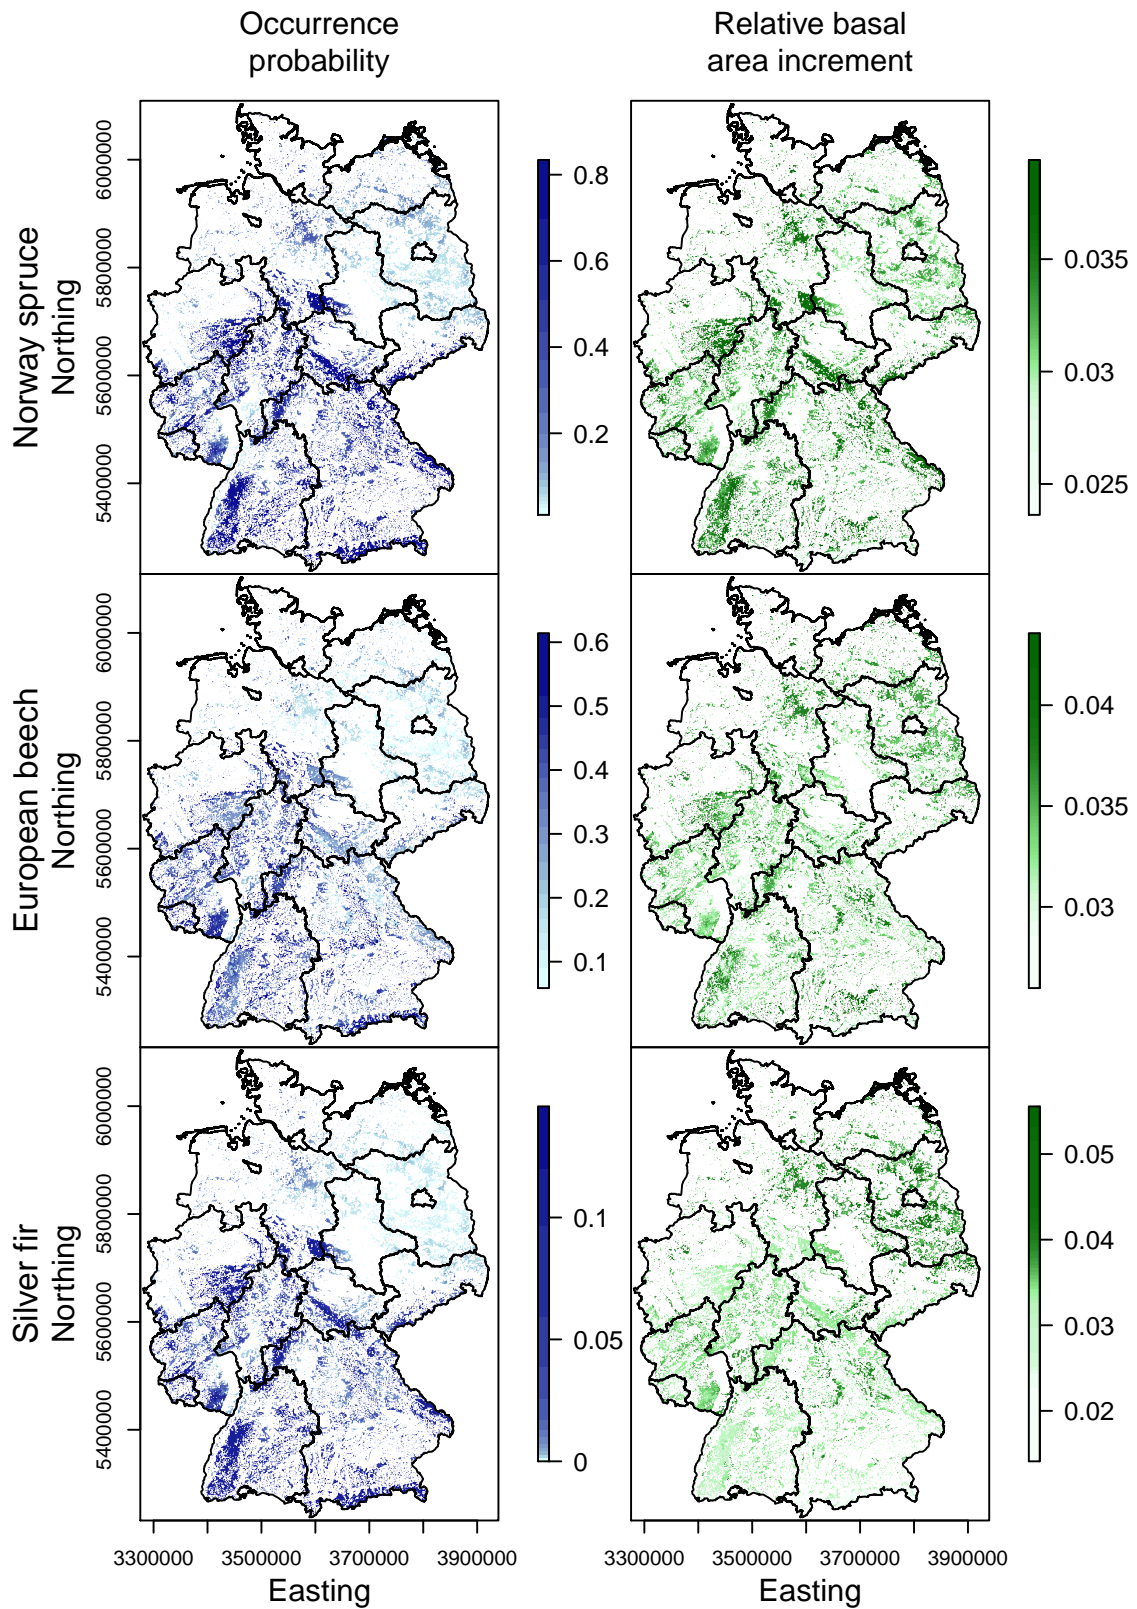 Occurrence
probability
Relative basal
area increment
Norway spruce
Northing
5400000 5600000 5800000 6000000
0.8
0.6
0.4
0.2
0.035
0.03
0.025
European beech
Northing
5400000 5600000 5800000 6000000
0.6
0.5
0.4
0.3
0.2
0.1
0.04
0.035
0.03
Silver fir
Northing
5400000 5600000 5800000 6000000
0.1
0.05
0
0.05
0.04
0.03
0.02
3300000 3500000 3700000 3900000
Easting
3300000 3500000 3700000 3900000
Easting